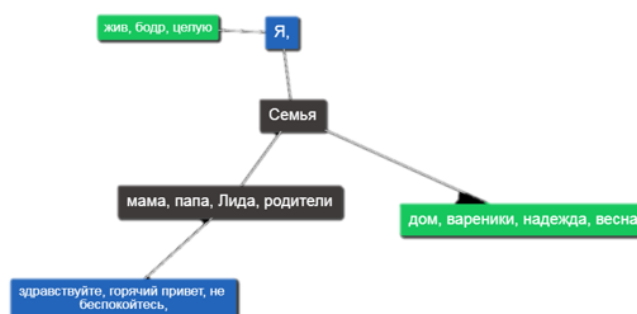 жив, бодр, целую
Я,
Семья
мама, папа, Лида, родители
дом, вареники, надежда, весна
здравствуйте, горячий привет, не
беспокойтесь,